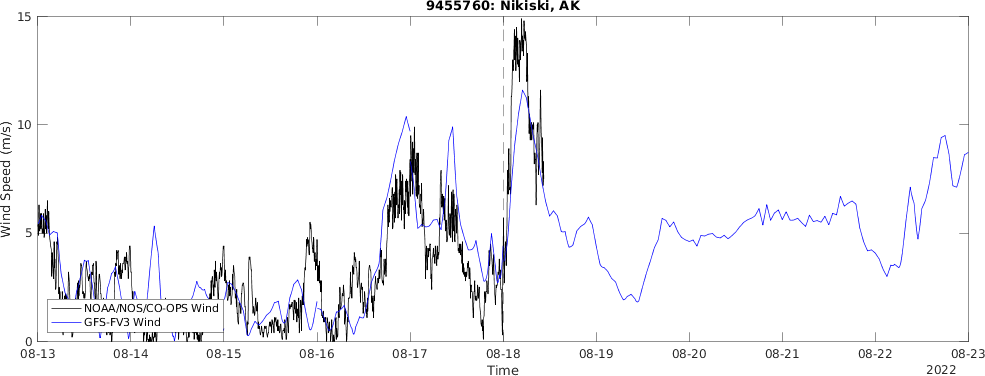 9455760: Nikiski, AK
Wind Speed (m/s)
15
10
5
0
NOAA/NOS/CO-OPS Wind
GFS-FV3 Wind
08-13 08-14 08-15 08-16 08-17 08-18 08-19 08-20 08-21 08-22 08-23
Time
2022